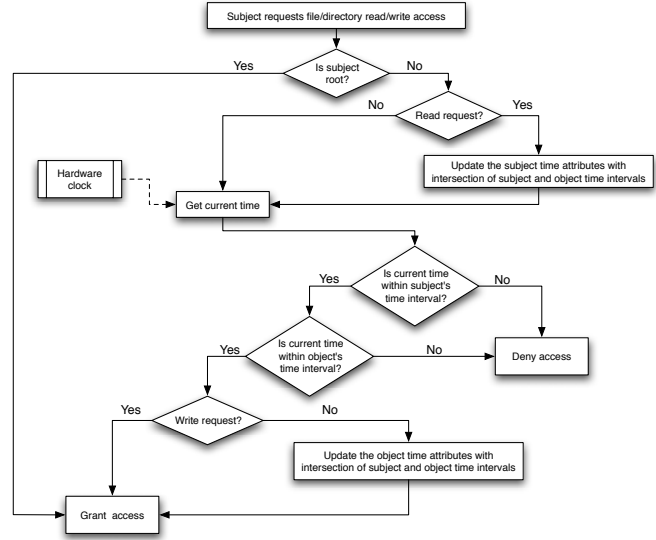 Subject requests file/directory read/write access
Yes
Is subject
root?
No
No
Read request?
Yes
Update the subject time attributes with
intersection of subject and object time intervals
Hardware
clock
Get current time
Yes
Is current time
within subject's
time interval?
No
Yes
Is current time
within object's
time interval?
No
Deny access
Yes
Write request?
No
Update the object time attributes with
intersection of subject and object time intervals
Grant access